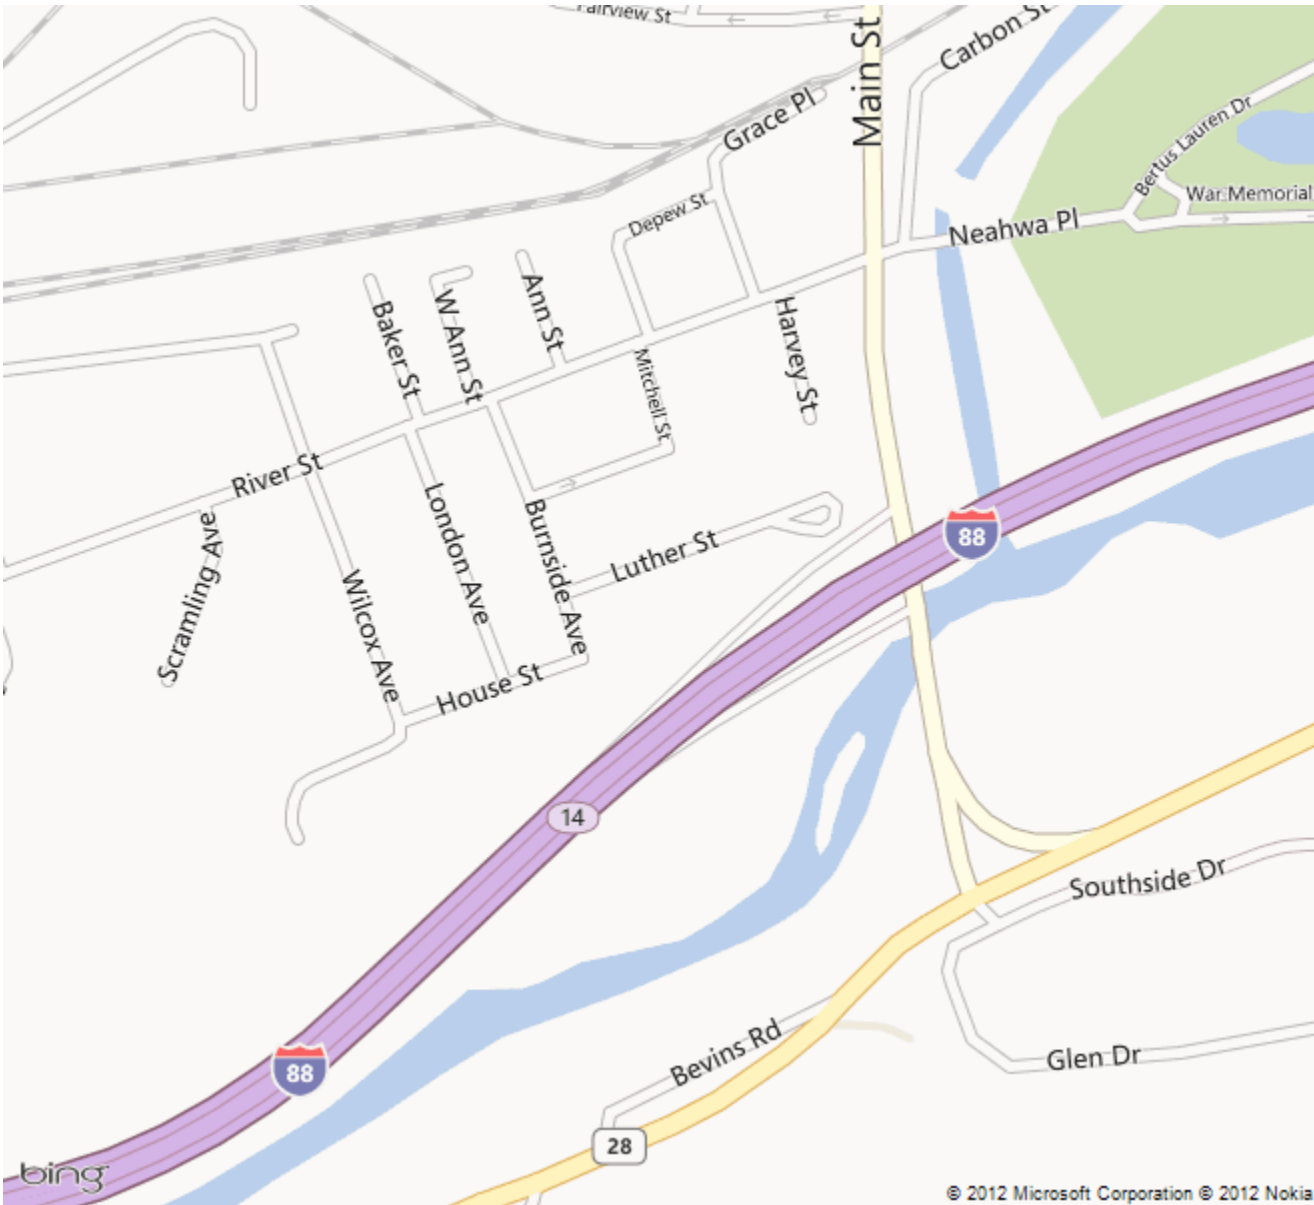 Fairview St
Main St
Carbon St
Grace Pl
Bertus Lauren Dr
War Memorial
Depew St
Neahwa Pl
Ann St
W Ann St
Baker St
Harvey St
Mitchell St
River St
88
Scramling Ave
London Ave
Burnside Ave
Luther St
Wilcox Ave
House St
14
Southside Dr
88
Bevins Rd
Glen Dr
28
bing
© 2012 Microsoft Corporation © 2012 Nokia